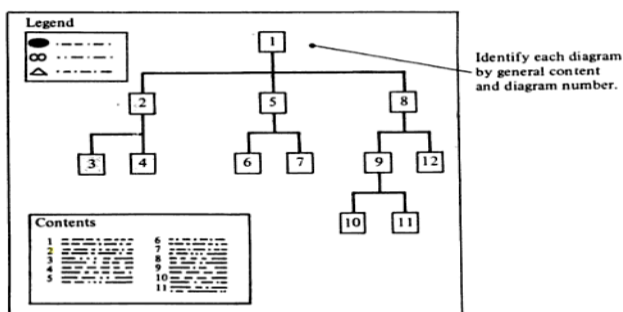 Legend
1
Identify each diagram
by general content
and diagram number.
2 5 8
3 4 6 7 9 12
10 11
Contents
1 6
2 7
3 8
4 9
5 10
11